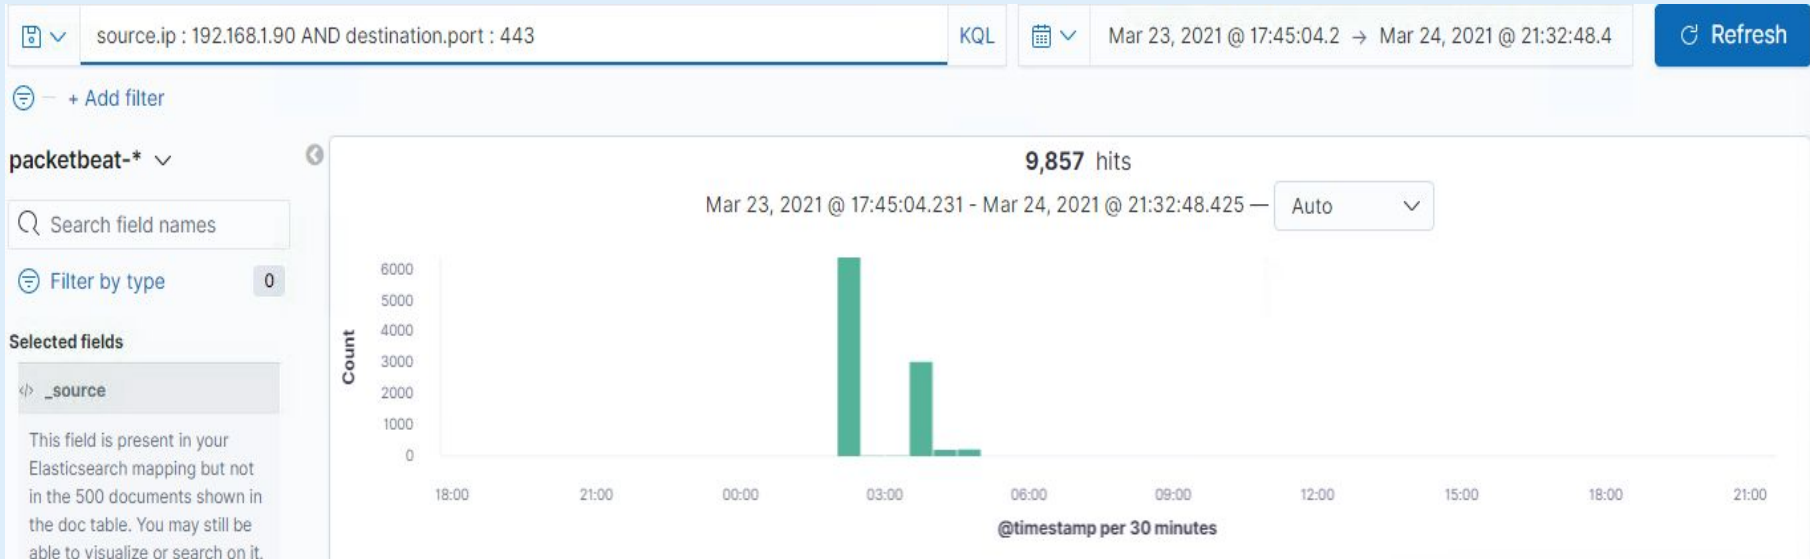 source.ip : 192.168.1.90 AND destination.port : 443
KQL
Mar 23, 2021 @ 17:45:04.2 → Mar 24, 2021 @ 21:32:48.4
Refresh
+ Add filter
packetbeat-*
Search field names
Filter by type
0
Selected fields
</> _source
This field is present in your
Elasticsearch mapping but not
in the 500 documents shown in
the doc table. You may still be
able to visualize or search on it.
9,857 hits
Mar 23, 2021 @ 17:45:04.231 - Mar 24, 2021 @ 21:32:48.425 —
Auto
Count
6000
5000
4000
3000
2000
1000
0
18:00 21:00 00:00 03:00 06:00 09:00 12:00 15:00 18:00 21:00
@timestamp per 30 minutes